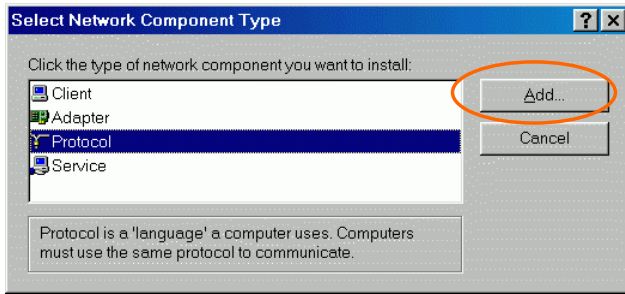 Select Network Component Type
Click the type of network component you want to install:
Client
Adapter
Protocol
Service
Add...
Cancel
Protocol is a 'language' a computer uses. Computers
must use the same protocol to communicate.